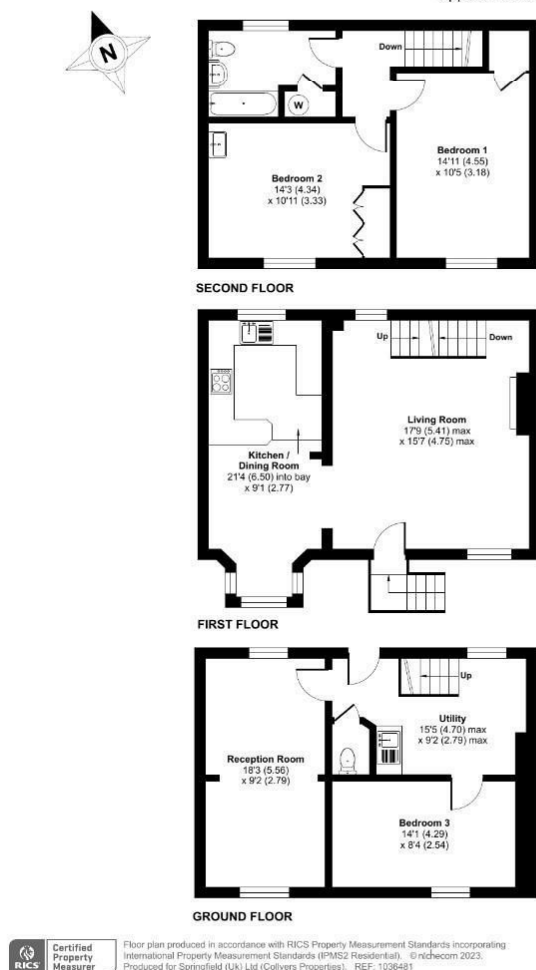 N
Down
W
Bedroom 1
14'11 (4.55)
x 10'5 (3.18)
Bedroom 2
14'3 (4.34)
x 10'11 (3.33)
SECOND FLOOR
Up
Down
Living Room
17'9 (5.41) max
x 15'7 (4.75) max
Kitchen /
Dining Room
21'4 (6.50) into bay
x 9'1 (2.77)
FIRST FLOOR
Up
Utility
15'5 (4.70) max
x 9'2 (2.79) max
Reception Room
18'3 (5.56)
x 9'2 (2.79)
Bedroom 3
14'1 (4.29)
x 8'4 (2.54)
GROUND FLOOR
RICS
Certified
Property
Measurer
Floor plan produced in accordance with RICS Property Measurement Standards incorporating
International Property Measurement Standards (IPMS2 Residential). © nichecom 2023.
Produced for Springfield (Uk) Ltd (Collyers Properties). REF: 1036481